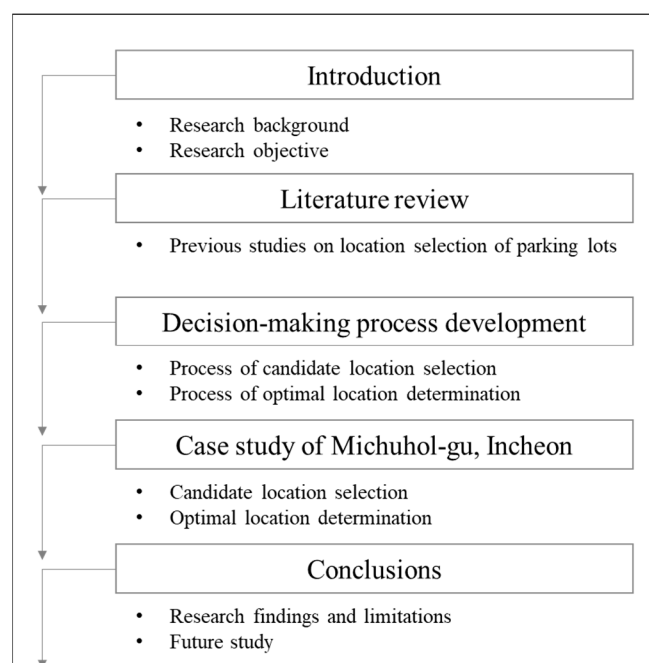 Introduction
• Research background
• Research objective
Literature review
• Previous studies on location selection of parking lots
Decision-making process development
• Process of candidate location selection
• Process of optimal location determination
Case study of Michuhol-gu, Incheon
• Candidate location selection
• Optimal location determination
Conclusions
• Research findings and limitations
• Future study